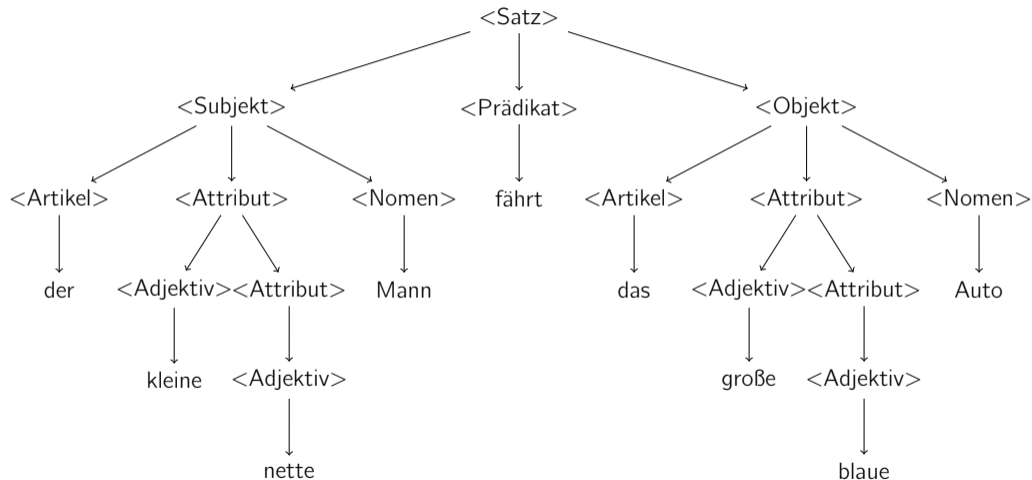 <Satz>
<Subjekt> <Prädikat> <Objekt>
<Artikel> <Attribut> <Nomen> fährt <Artikel> <Attribut> <Nomen>
der <Adjektiv> <Attribut> Mann das <Adjektiv> <Attribut> Auto
kleine <Adjektiv> große <Adjektiv>
nette blaue